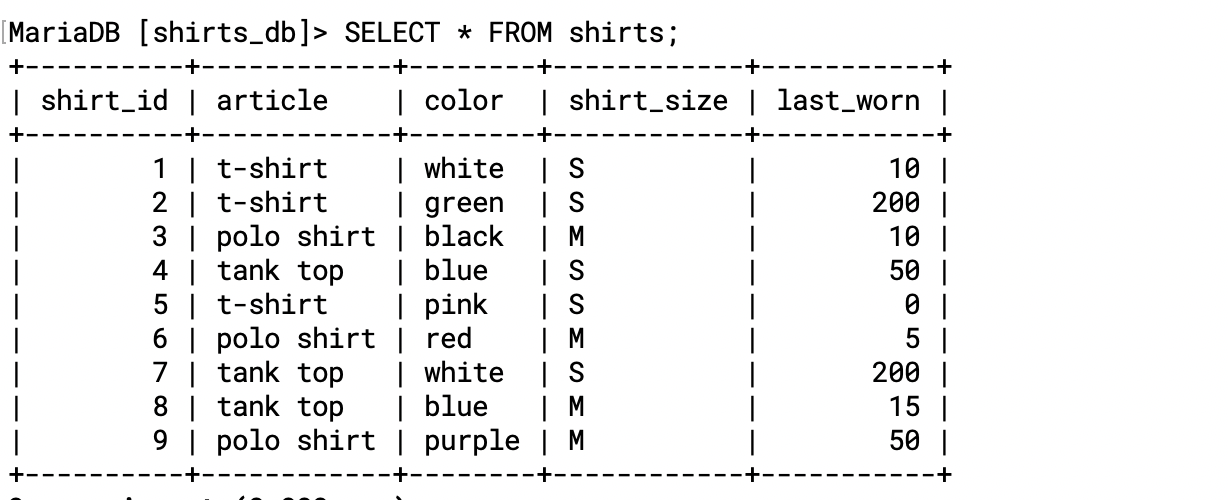 MariaDB [shirts_db]> SELECT * FROM shirts;
+----------+------------+--------+------------+-----------+
| shirt_id | article    | color  | shirt_size | last_worn |
+----------+------------+--------+------------+-----------+
|        1 | t-shirt    | white  | S          |        10 |
|        2 | t-shirt    | green  | S          |       200 |
|        3 | polo shirt | black  | M          |        10 |
|        4 | tank top   | blue   | S          |        50 |
|        5 | t-shirt    | pink   | S          |         0 |
|        6 | polo shirt | red    | M          |         5 |
|        7 | tank top   | white  | S          |       200 |
|        8 | tank top   | blue   | M          |        15 |
|        9 | polo shirt | purple | M          |        50 |
+----------+------------+--------+------------+-----------+